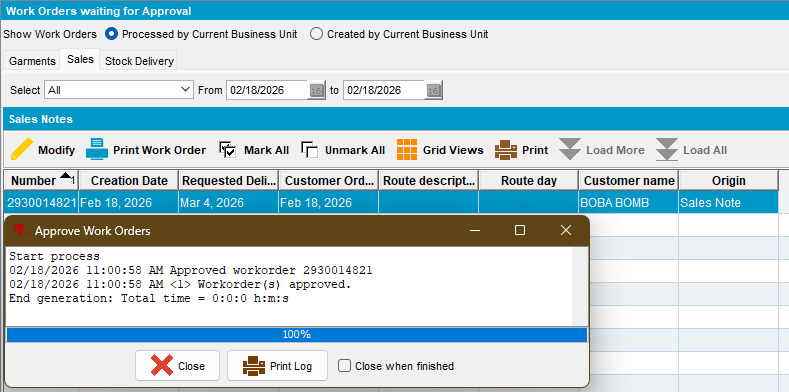 Work Orders waiting for Approval
Show Work Orders Processed by Current Business Unit Created by Current Business Unit
Garments Sales Stock Delivery
Select All From 02/18/2026 16 to 02/18/2026 16
Sales Notes
Modify Print Work Order Mark All Unmark All Grid Views Print Load More Load All
Number 1 Creation Date Requested Deli... Customer Ord... Route descript... Route day Customer name Origin
2930014821 Feb 18, 2026 Mar 4, 2026 Feb 18, 2026 BOBA BOMB Sales Note
Approve Work Orders
Start process
02/18/2026 11:00:58 AM Approved workorder 2930014821
02/18/2026 11:00:58 AM <1> Workorder(s) approved.
End generation: Total time = 0:0:0 h:m:s
100%
Close Print Log Close when finished